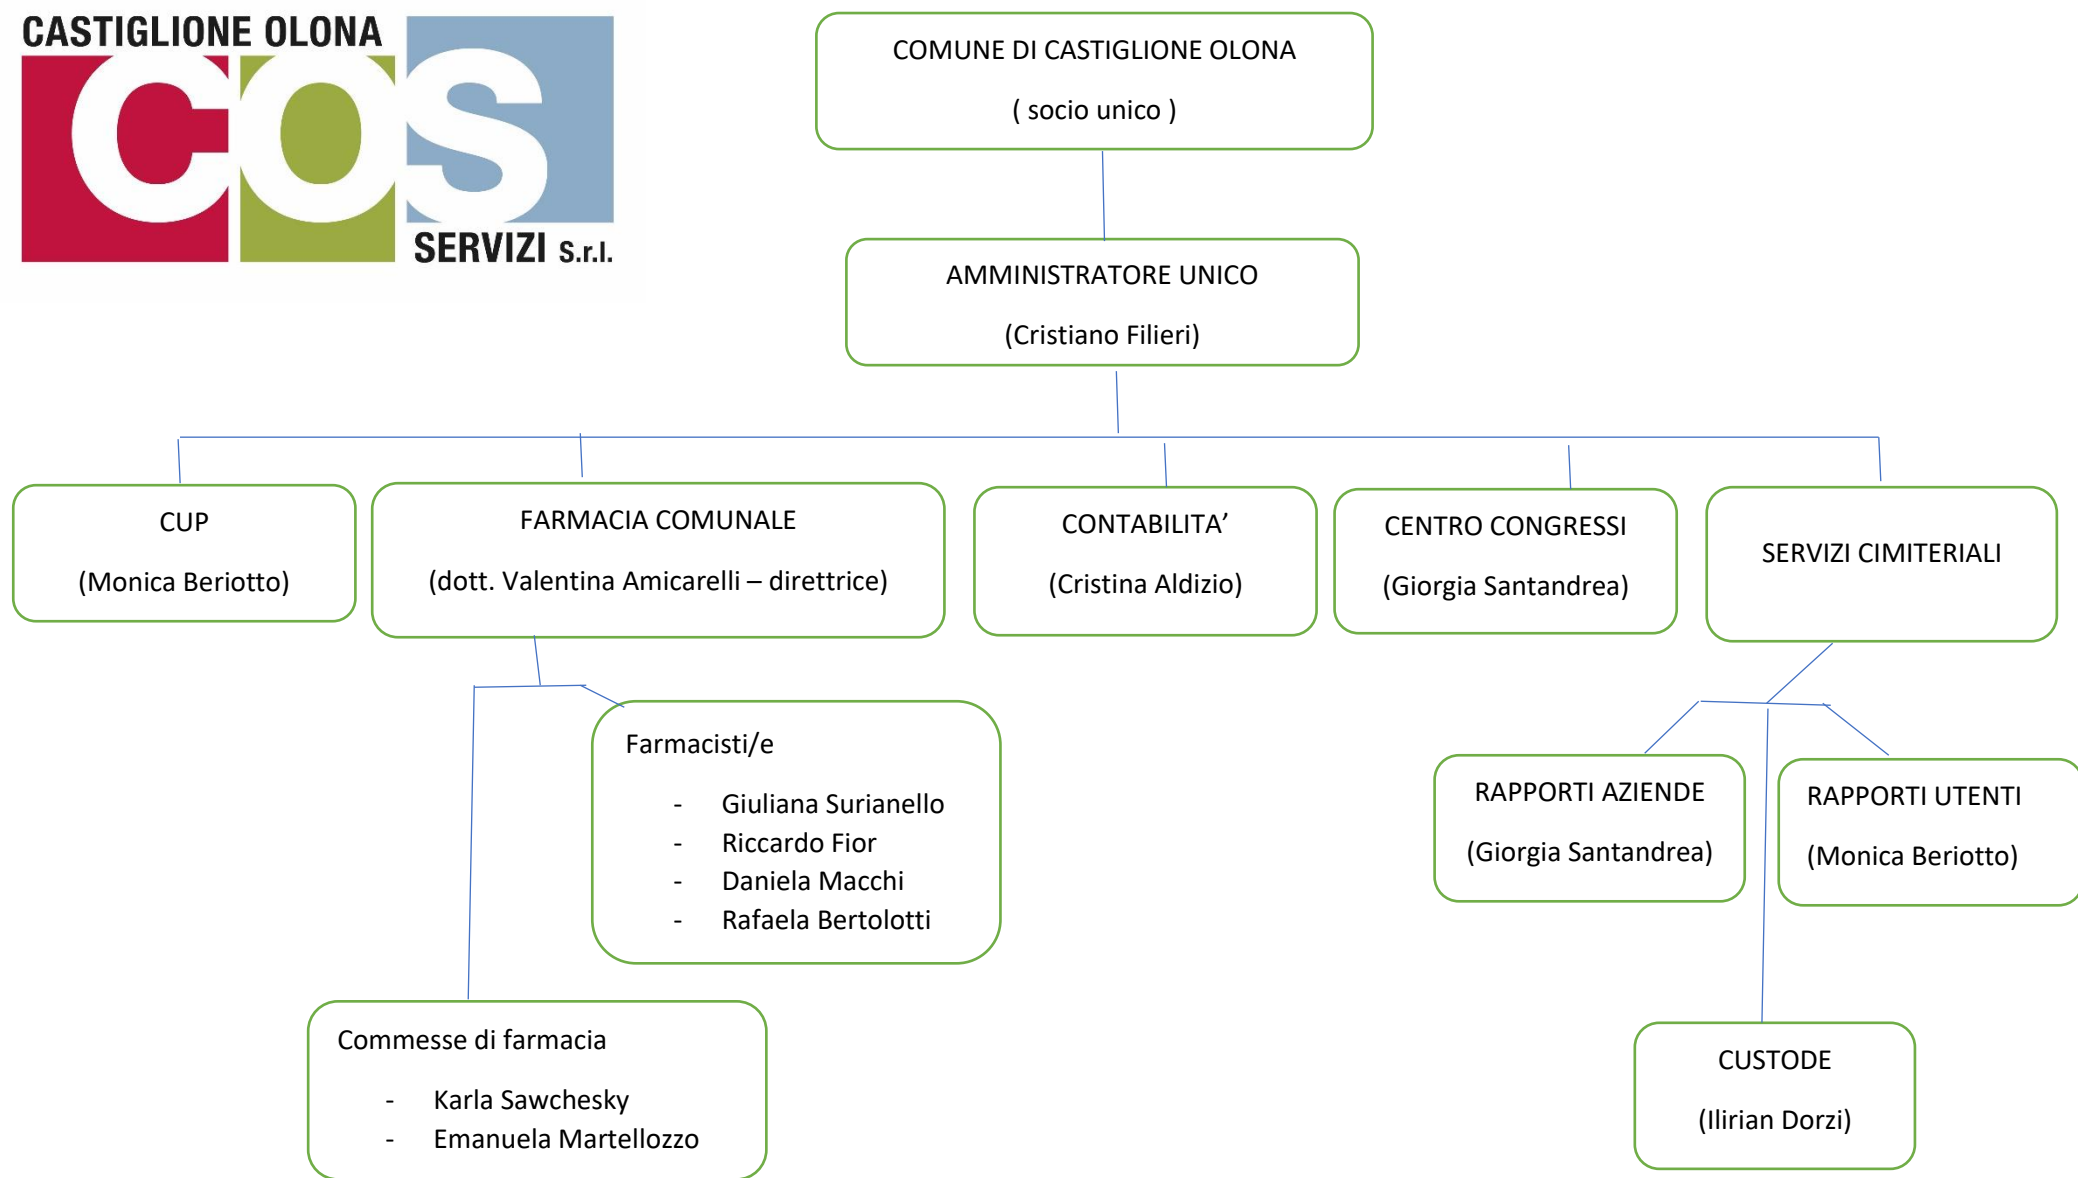 CASTIGLIONE OLONA
COS
SERVIZI S.r.l.
COMUNE DI CASTIGLIONE OLONA
( socio unico )
AMMINISTRATORE UNICO
(Cristiano Filieri)
CUP
(Monica Beriotto)
FARMACIA COMUNALE
(dott. Valentina Amicarelli – direttrice)
CONTABILITA’
(Cristina Aldizio)
CENTRO CONGRESSI
(Giorgia Santandrea)
SERVIZI CIMITERIALI
Farmacisti/e
- Giuliana Surianello
- Riccardo Fior
- Daniela Macchi
- Rafaela Bertolotti
RAPPORTI AZIENDE
(Giorgia Santandrea)
RAPPORTI UTENTI
(Monica Beriotto)
Commesse di farmacia
- Karla Sawchesky
- Emanuela Martellozzo
CUSTODE
(Ilirian Dorzi)